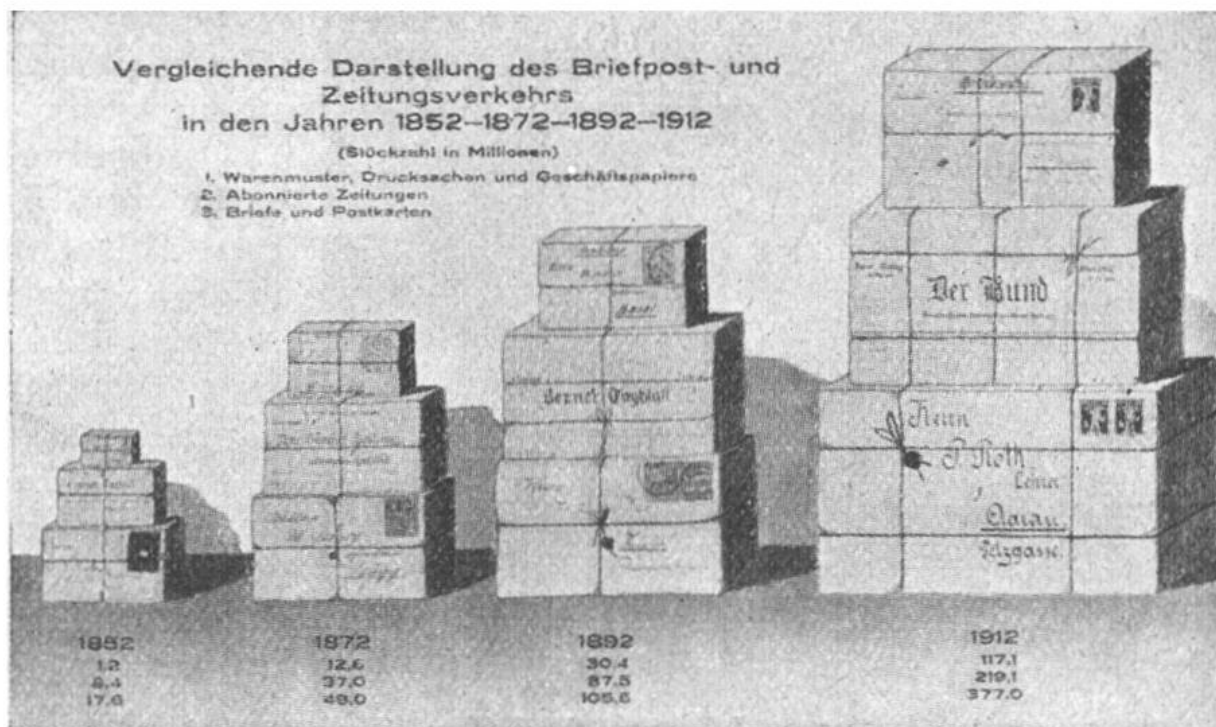 Vergleichende Darstellung des Briefpost- und
Zeitungsverkehrs
in den Jahren 1852–1872–1892–1912
(Stückzahl in Millionen)
1. Warenmuster, Drucksachen und Geschäftspapiere
2. Abonnierte Zeitungen
3. Briefe und Postkarten
Basel
Berner Tagblatt
Der Bund
Herrn
P. Roth
Aarau
Pelzgasse
1852
1,2
8,4
17,6
1872
12,6
37,0
49,0
1892
30,4
87,5
105,6
1912
117,1
219,1
377,0